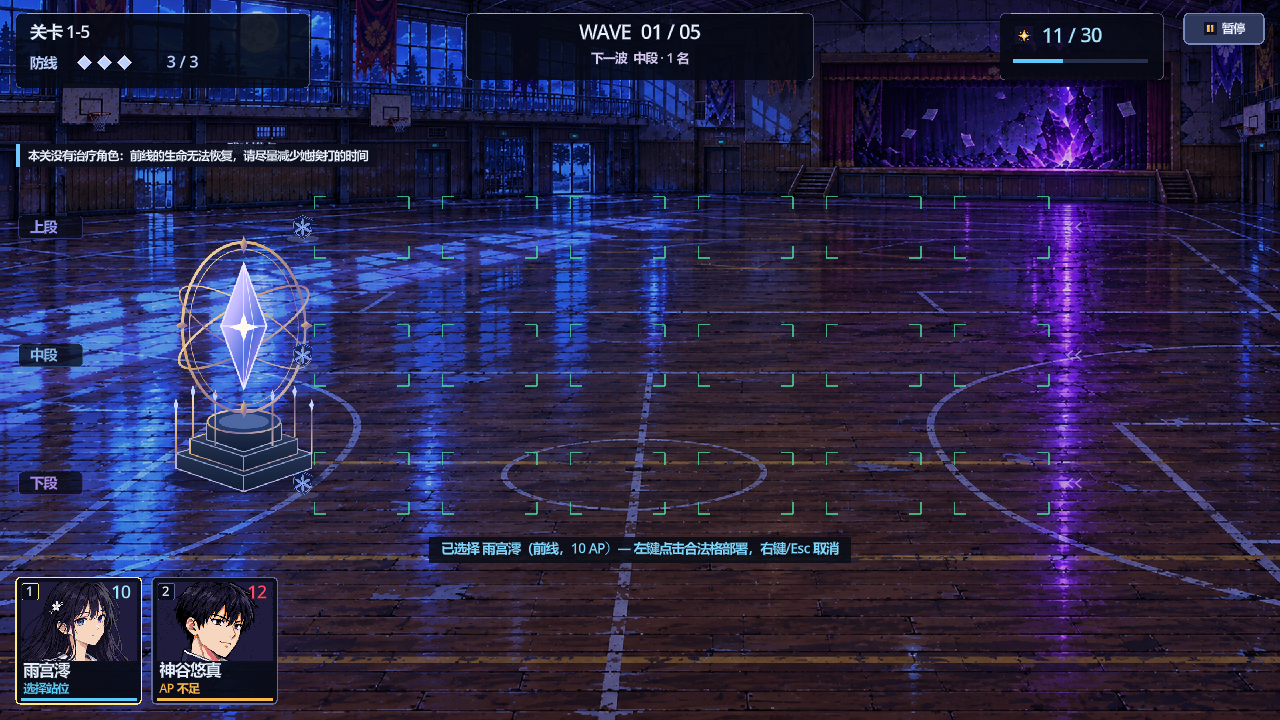 关卡 1-5
防线 3 / 3
WAVE 01 / 05
下一波 中段 · 1 名
11 / 30
暂停
本关没有治疗角色：前线的生命无法恢复，请尽量减少她挨打的时间
上段
中段
下段
已选择 雨宫澪（前线，10 AP）— 左键点击合法格部署，右键/Esc 取消
1 10
雨宫澪
选择站位
2 12
神谷悠真
AP 不足